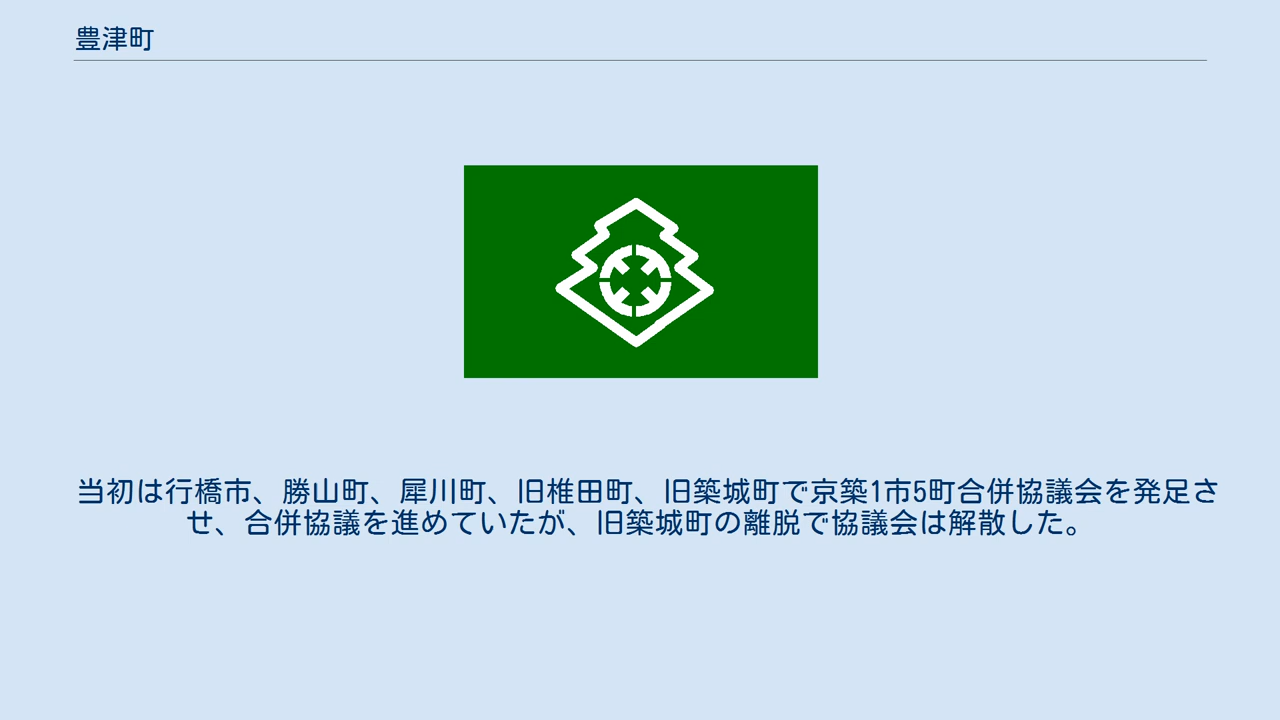 豊津町
当初は行橋市、勝山町、犀川町、旧椎田町、旧築城町で京築1市5町合併協議会を発足さ
せ、合併協議を進めていたが、旧築城町の離脱で協議会は解散した。